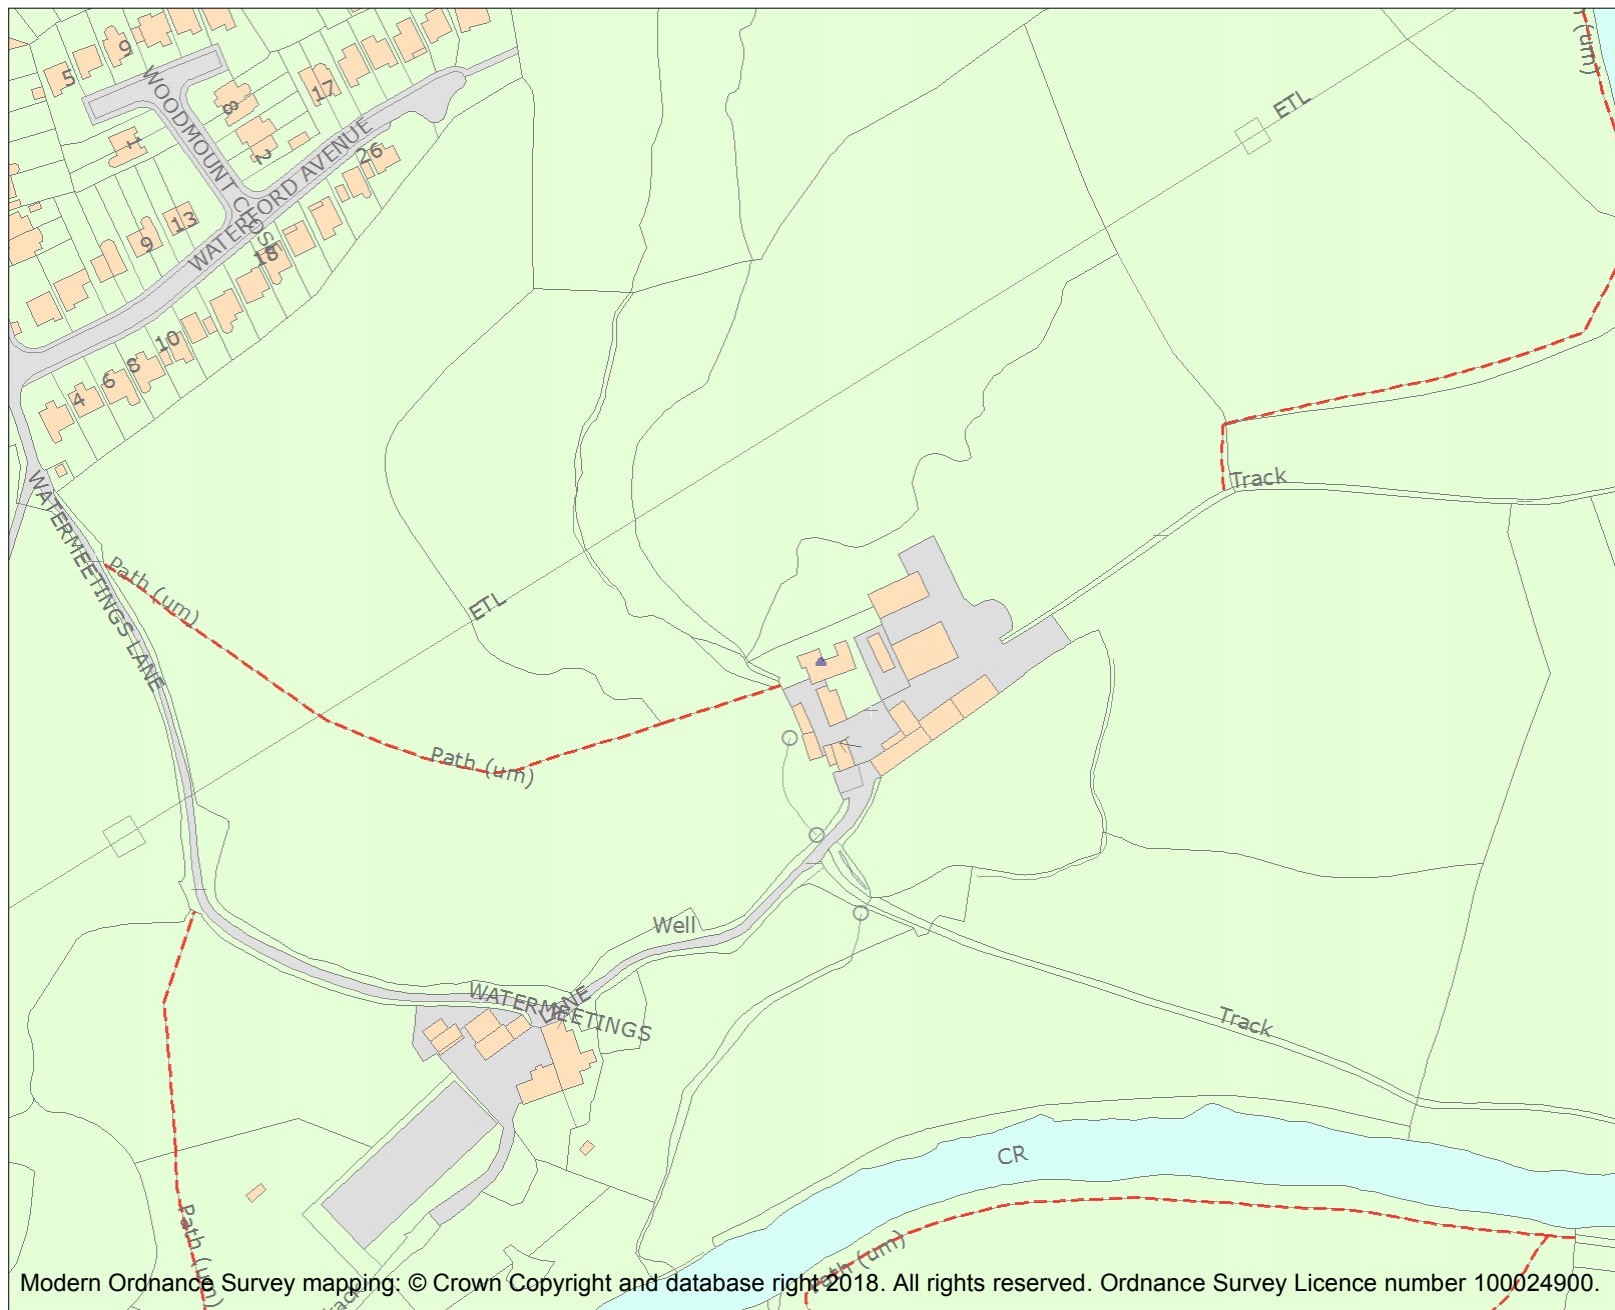 5
9
WOODMOUNT CLOSE
8
17
(um)
ETL
1
2
26
WATERFORD AVENUE
13
9
18
10
8
6
4
Track
WATERMEETINGS LANE
Path (um)
ETL
Path (um)
Well
WATERMEETINGS
LANE
Track
CR
Path (um)
Path (um)
Track
Modern Ordnance Survey mapping: © Crown Copyright and database right 2018. All rights reserved. Ordnance Survey Licence number 100024900.